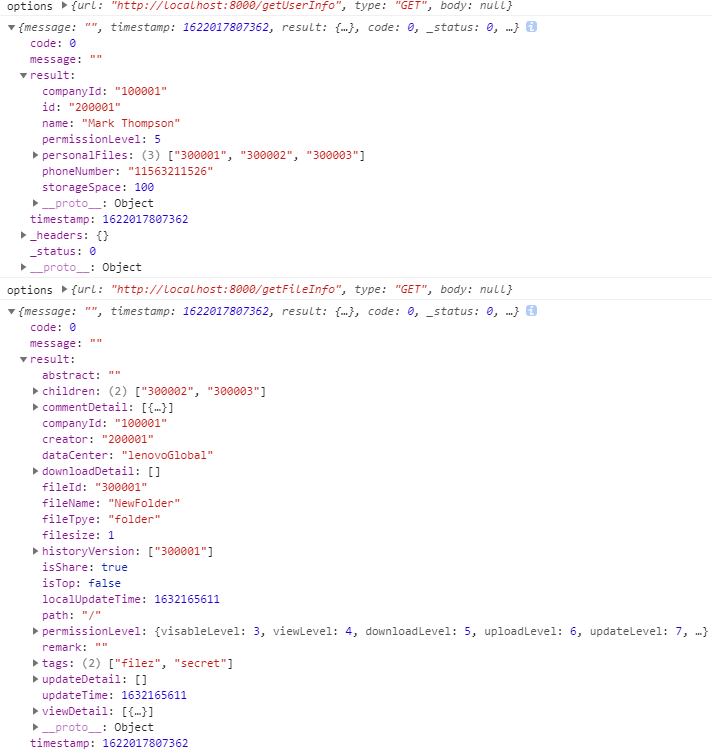 options ▶{url: "http://localhost:8000/getUserInfo", type: "GET", body: null}
▼{message: "", timestamp: 1622017807362, result: {…}, code: 0, _status: 0, …} i
code: 0
message: ""
▼result:
companyId: "100001"
id: "200001"
name: "Mark Thompson"
permissionLevel: 5
▶personalFiles: (3) ["300001", "300002", "300003"]
phoneNumber: "11563211526"
storageSpace: 100
▶__proto__: Object
timestamp: 1622017807362
▶_headers: {}
_status: 0
▶__proto__: Object
options ▶{url: "http://localhost:8000/getFileInfo", type: "GET", body: null}
▼{message: "", timestamp: 1622017807362, result: {…}, code: 0, _status: 0, …} i
code: 0
message: ""
▼result:
abstract: ""
▶children: (2) ["300002", "300003"]
▶commentDetail: [{…}]
companyId: "100001"
creator: "200001"
dataCenter: "lenovoGlobal"
▶downloadDetail: []
fileId: "300001"
fileName: "NewFolder"
fileTpye: "folder"
filesize: 1
▶historyVersion: ["300001"]
isShare: true
isTop: false
localUpdateTime: 1632165611
path: "/"
▶permissionLevel: {visableLevel: 3, viewLevel: 4, downloadLevel: 5, uploadLevel: 6, updateLevel: 7, …}
remark: ""
▶tags: (2) ["filez", "secret"]
▶updateDetail: []
updateTime: 1632165611
▶viewDetail: [{…}]
▶__proto__: Object
timestamp: 1622017807362